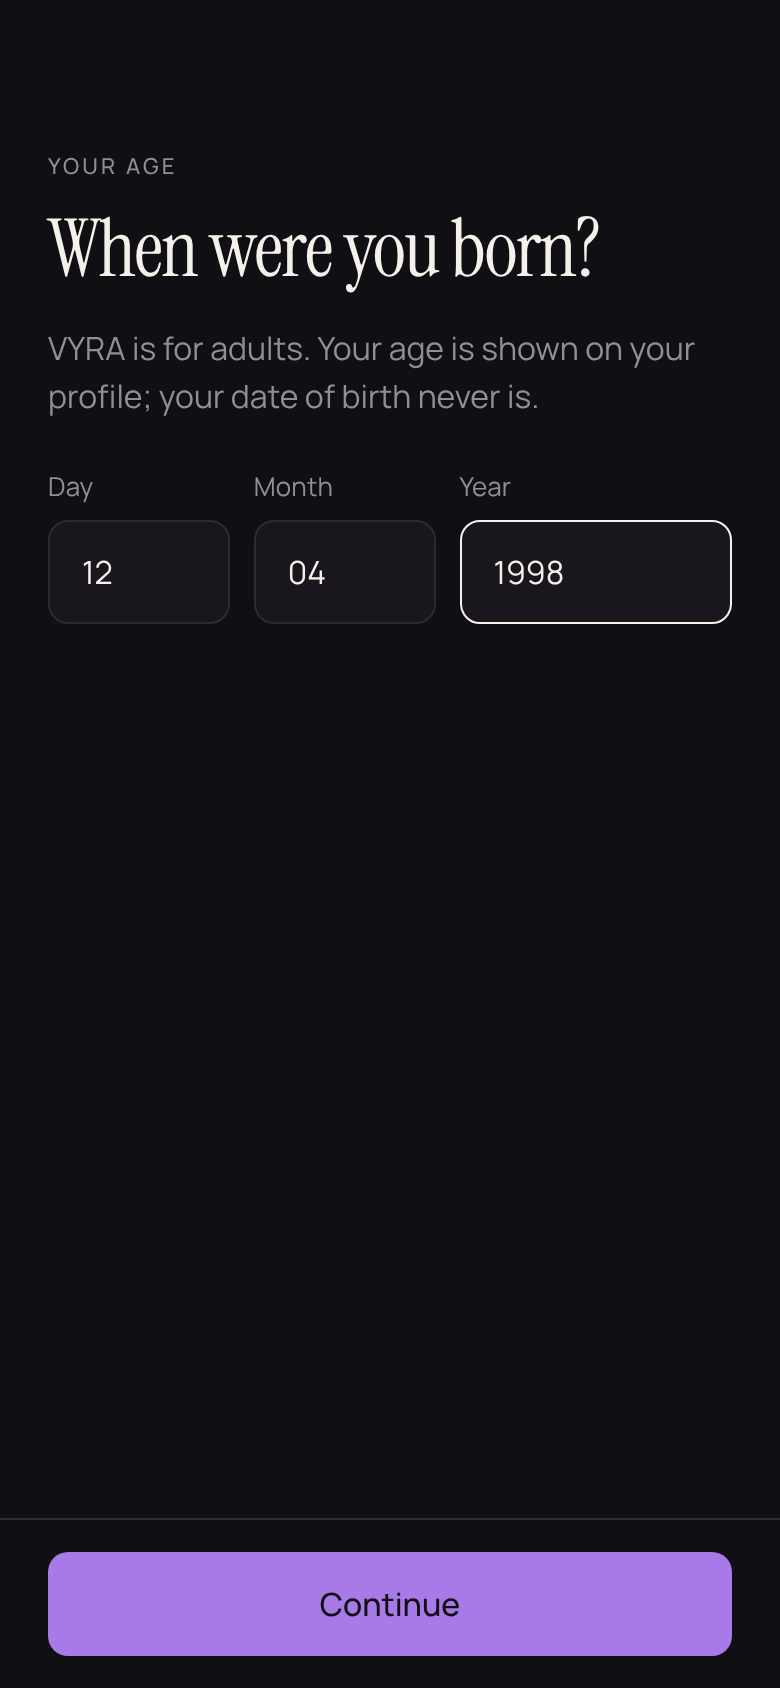 YOUR AGE
When were you born?
VYRA is for adults. Your age is shown on your
profile; your date of birth never is.
Day Month Year
12 04 1998
Continue